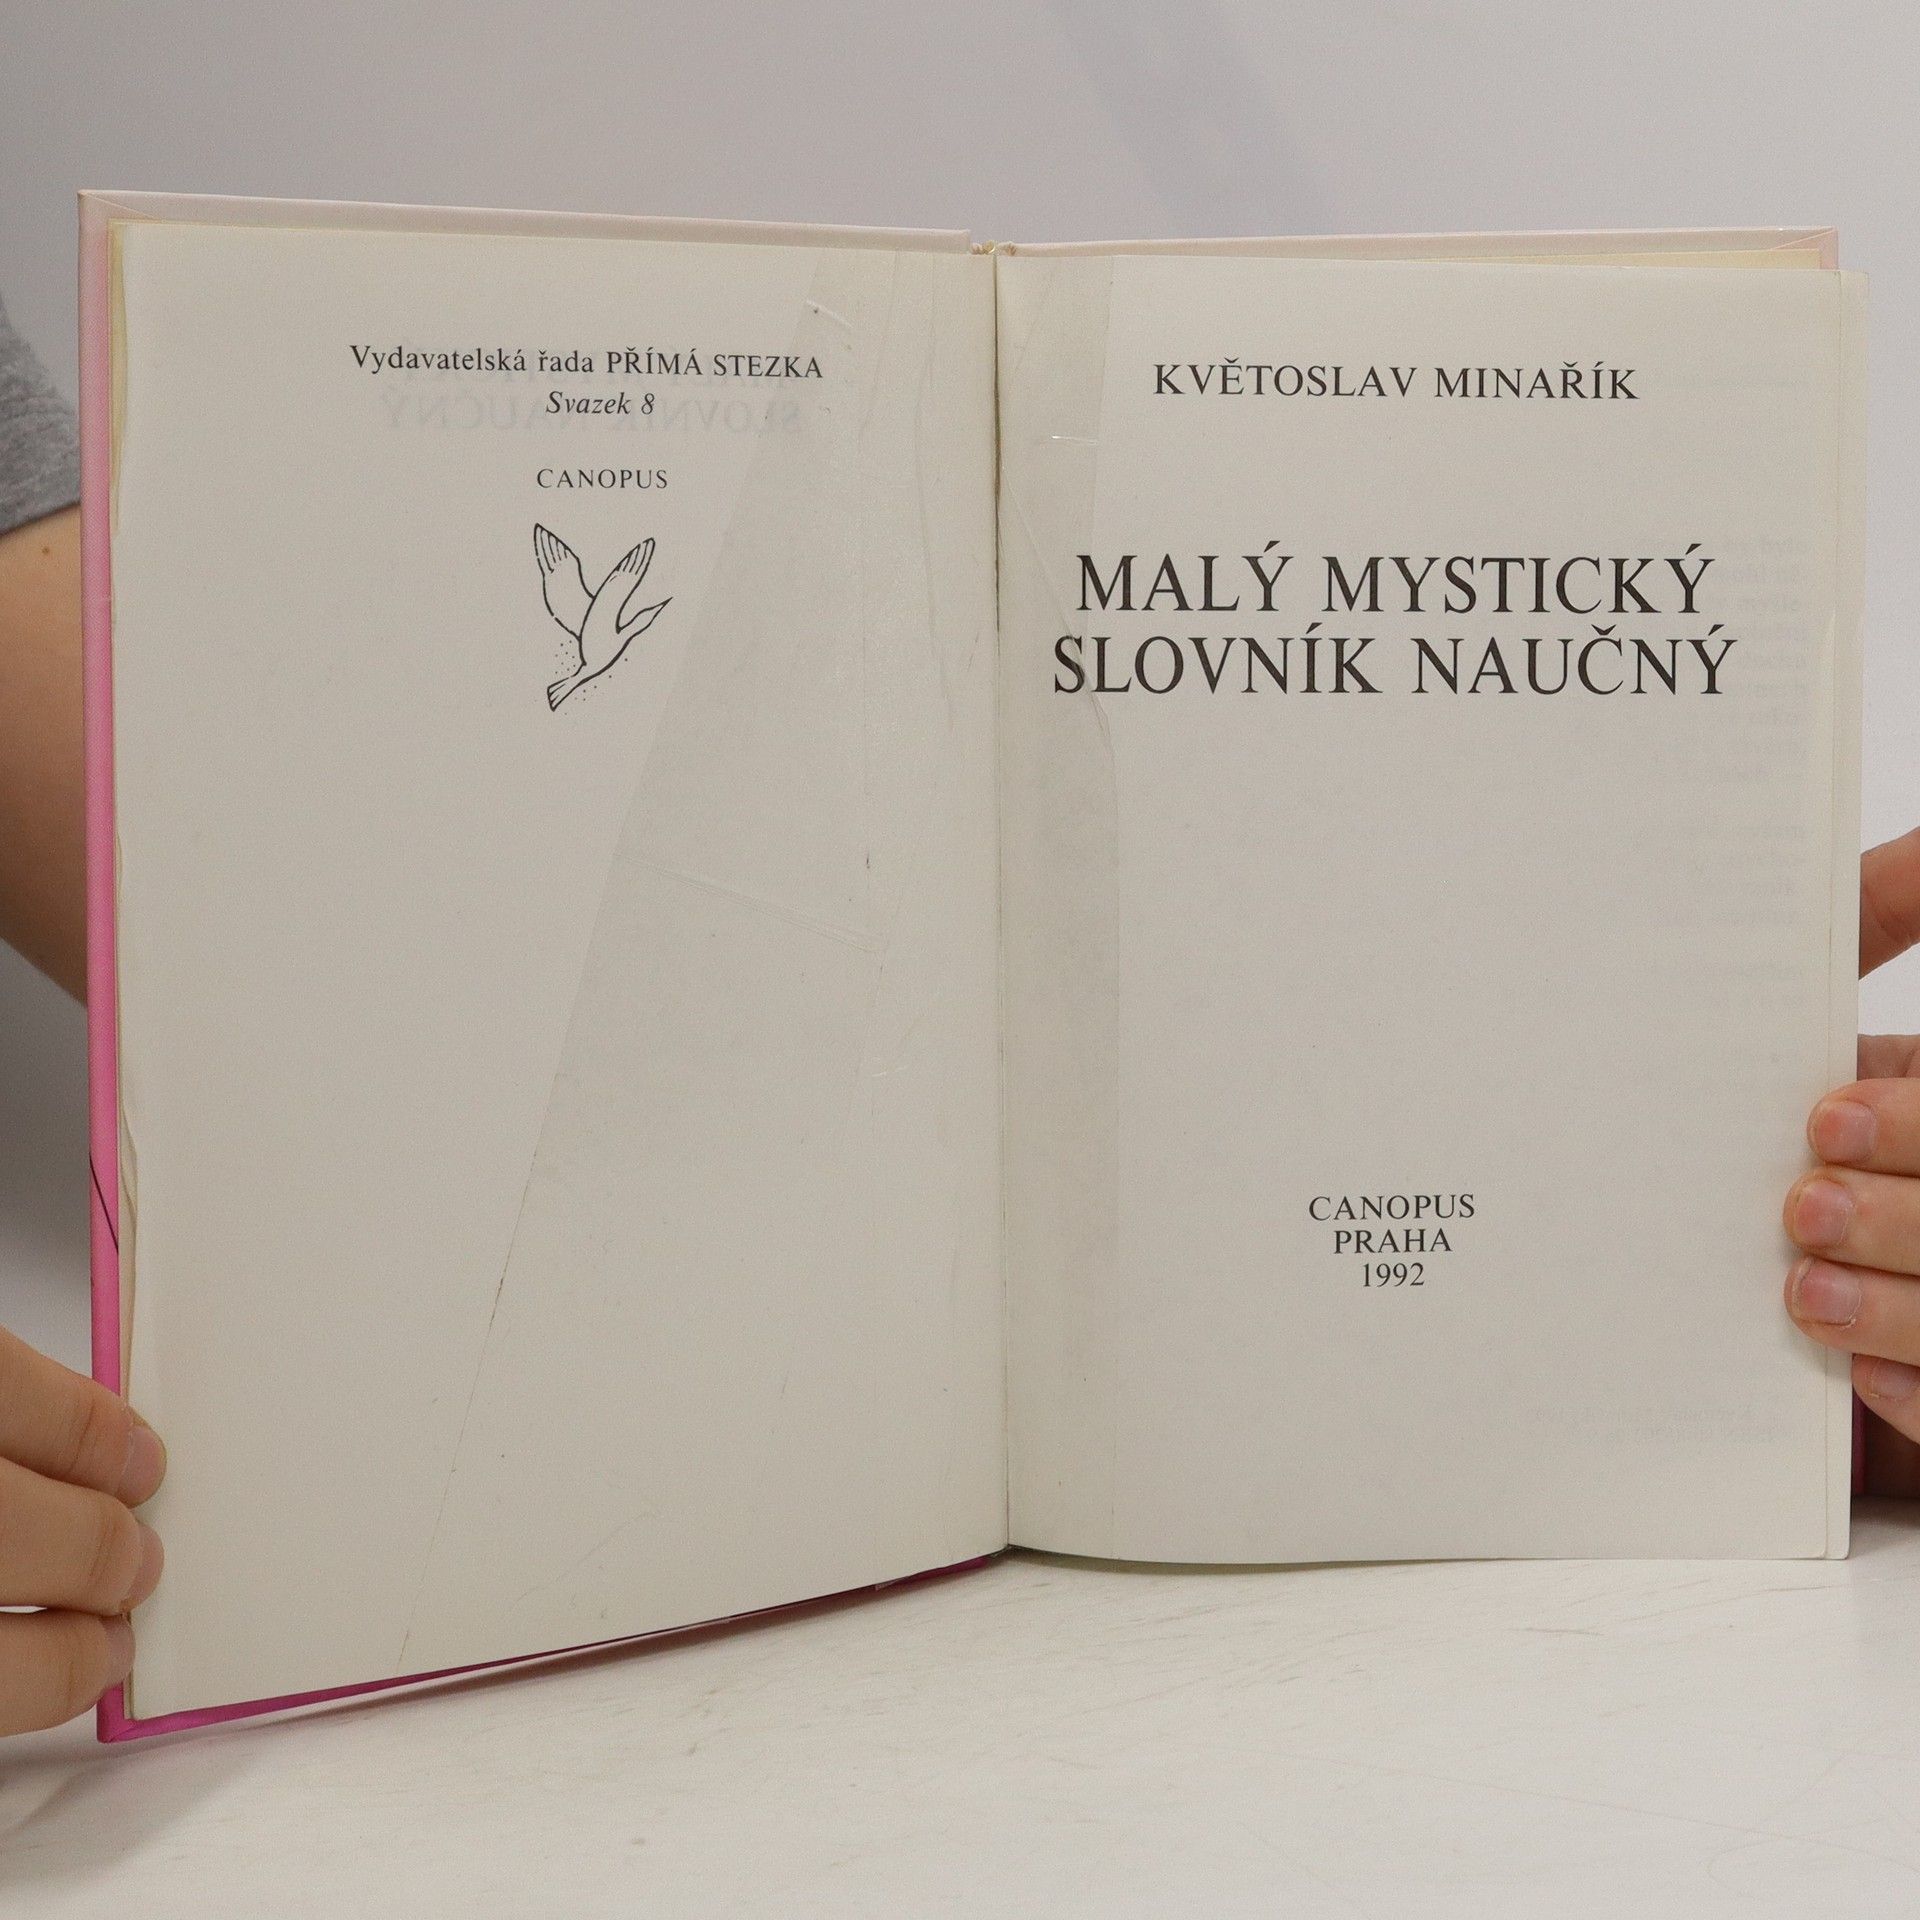 Vydavatelská řada PŘÍMÁ STEZKA
Svazek 8
CANOPUS
KVĚTOSLAV MINAŘÍK
MALÝ MYSTICKÝ
SLOVNÍK NAUČNÝ
CANOPUS
PRAHA
1992